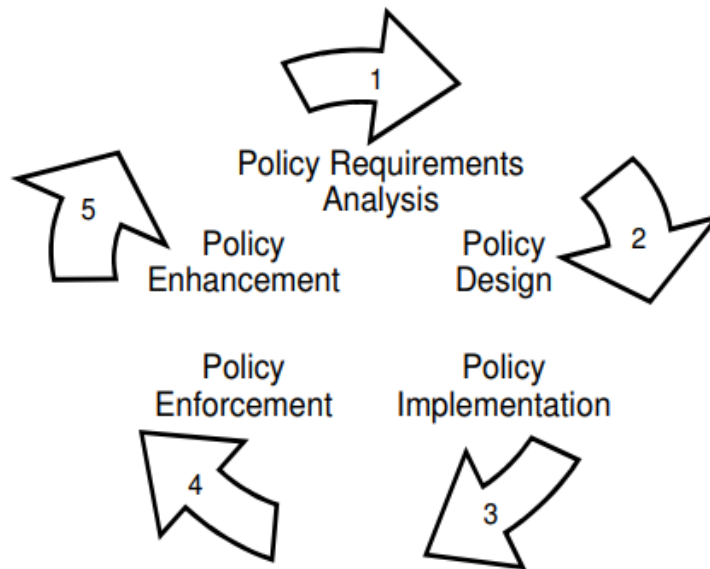 1
Policy Requirements
Analysis
2
Policy
Design
3
Policy
Implementation
4
Policy
Enforcement
5
Policy
Enhancement